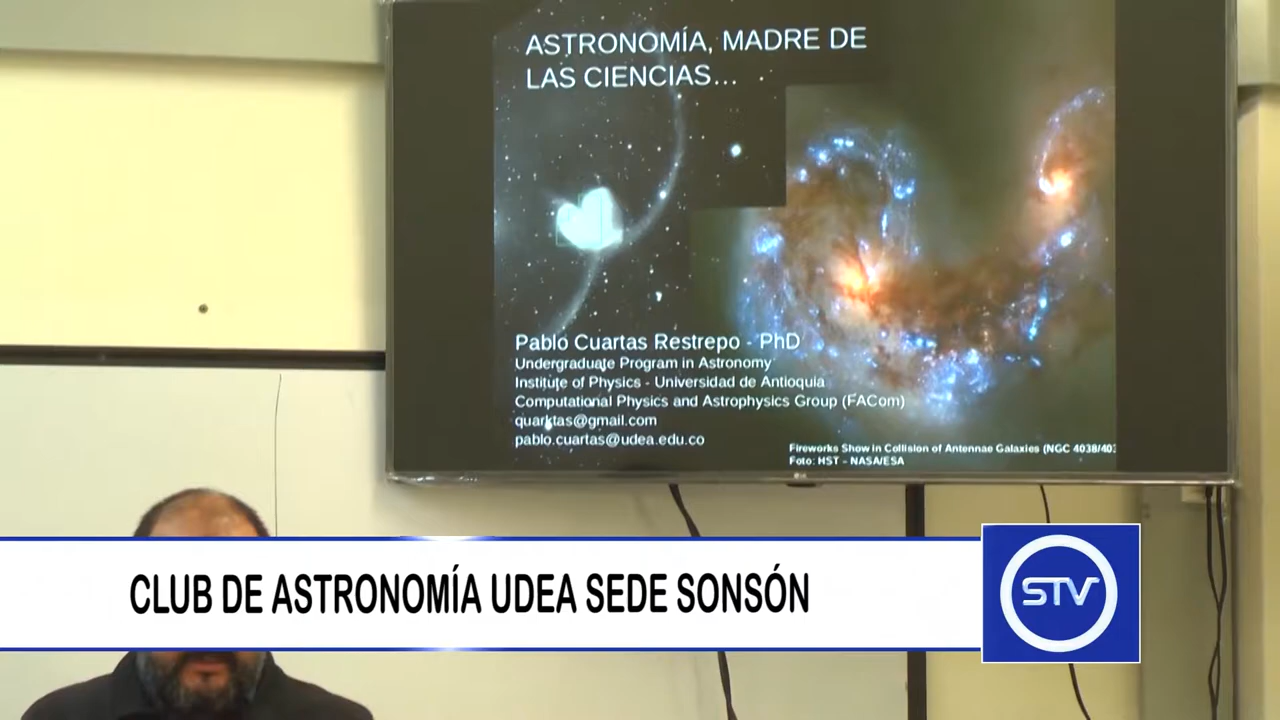 ASTRONOMÍA, MADRE DE
LAS CIENCIAS...
Pablo Cuartas Restrepo - PhD
Undergraduate Program in Astronomy
Institute of Physics - Universidad de Antioquia
Computational Physics and Astrophysics Group (FACom)
quarktas@gmail.com
pablo.cuartas@udea.edu.co
Fireworks Show in Collision of Antennae Galaxies (NGC 4038/403
Foto: HST - NASA/ESA
LG
CLUB DE ASTRONOMÍA UDEA SEDE SONSÓN
STV